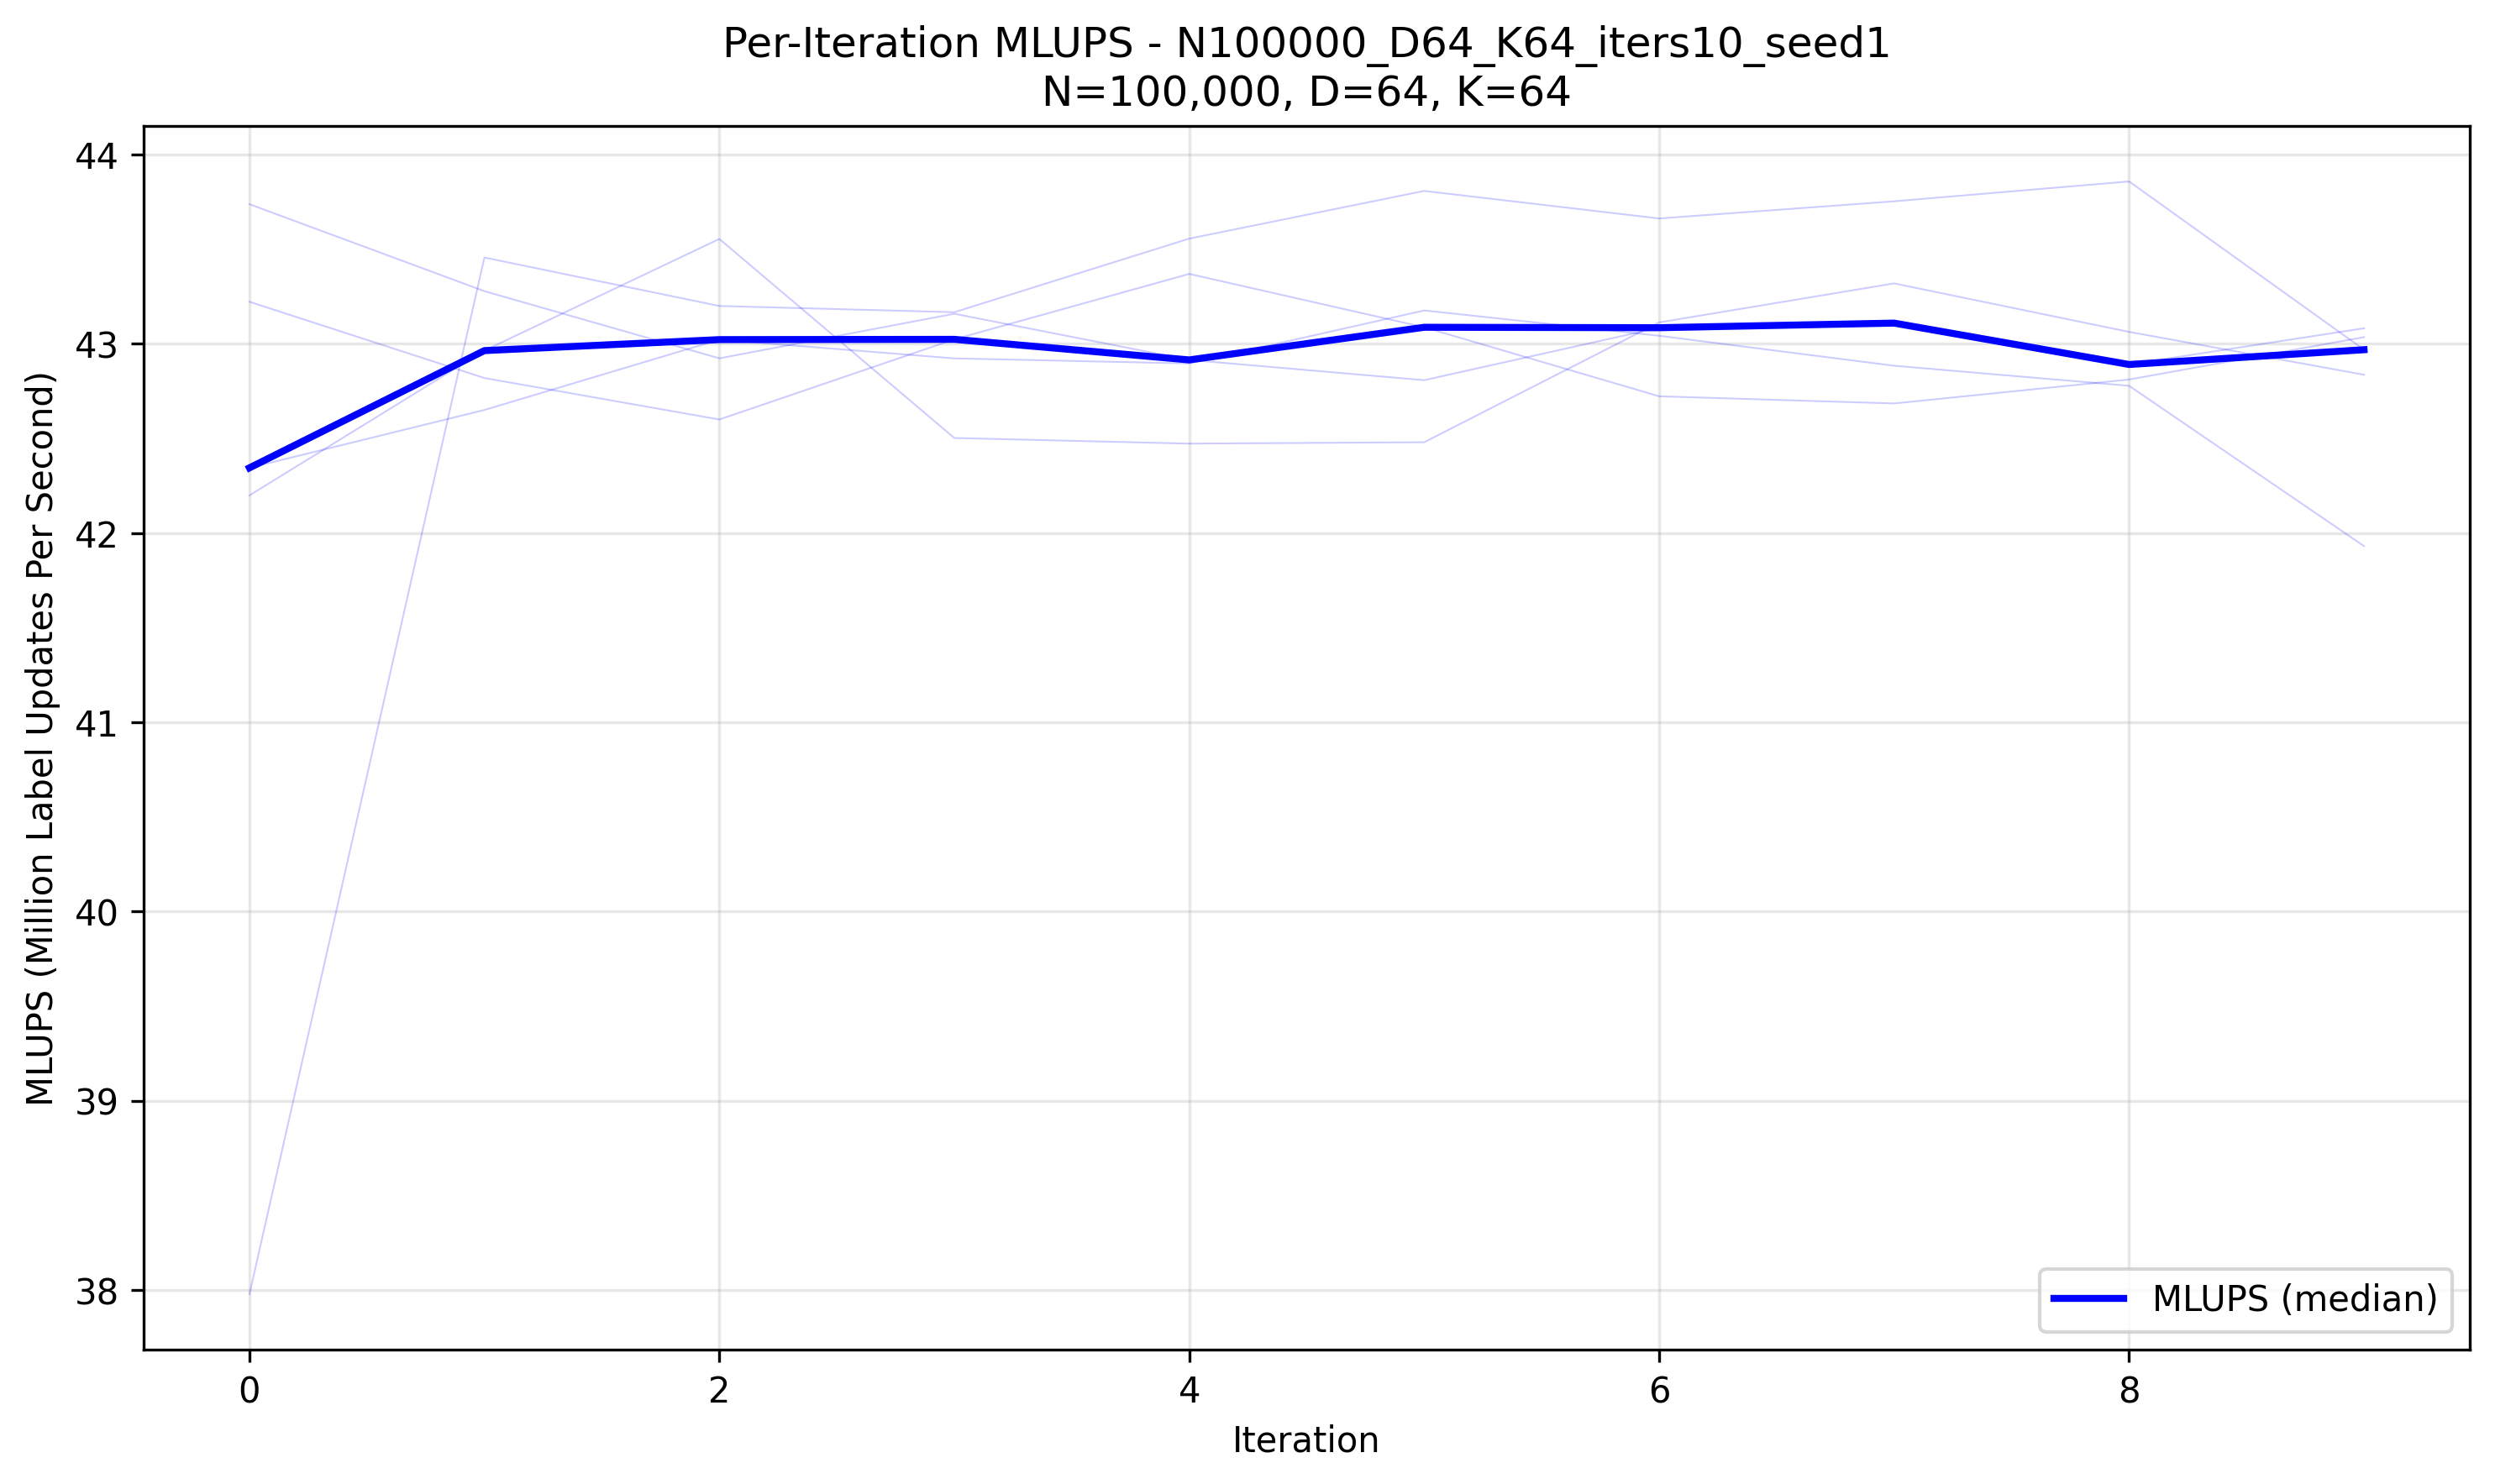 Per-Iteration MLUPS - N100000_D64_K64_iters10_seed1
N=100,000, D=64, K=64
MLUPS (Million Label Updates Per Second)
44
43
42
41
40
39
38
0
2
4
6
8
Iteration
MLUPS (median)